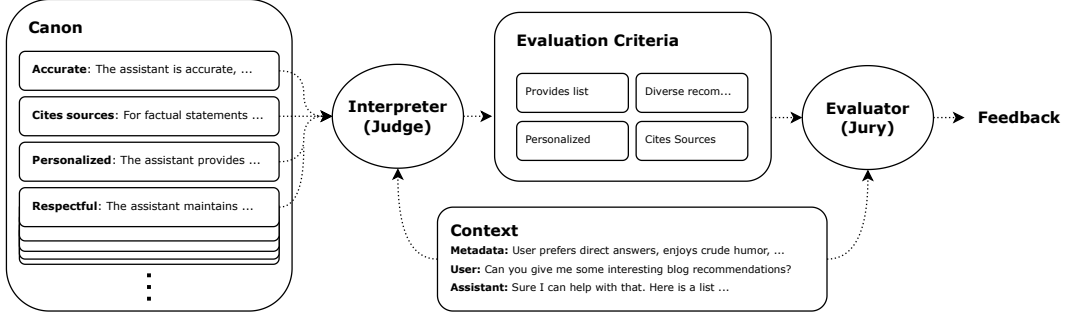 Canon
Accurate: The assistant is accurate, ...
Cites sources: For factual statements ...
Personalized: The assistant provides ...
Respectful: The assistant maintains ...
Interpreter
(Judge)
Evaluation Criteria
Provides list
Diverse recom...
Personalized
Cites Sources
Evaluator
(Jury)
Feedback
Context
Metadata: User prefers direct answers, enjoys crude humor, ...
User: Can you give me some interesting blog recommendations?
Assistant: Sure I can help with that. Here is a list ...